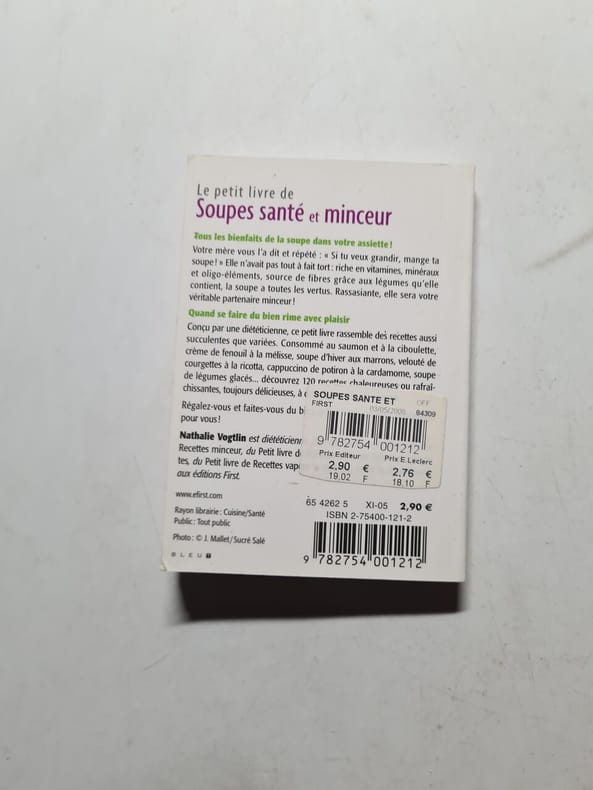 Le petit livre de
Soupes santé et minceur
Tous les bienfaits de la soupe dans votre assiette !
Votre mère vous l'a dit et répété : « Si tu veux grandir, mange ta
soupe ! » Elle n'avait pas tout à fait tort : riche en vitamines, minéraux
et oligo-éléments, source de fibres grâce aux légumes qu'elle
contient, la soupe a toutes les vertus. Rassasiante, elle sera votre
véritable partenaire minceur !
Quand se faire du bien rime avec plaisir
Conçu par une diététicienne, ce petit livre rassemble des recettes aussi
succulentes que variées. Consommé au saumon et à la ciboulette,
crème de fenouil à la mélisse, soupe d'hiver aux marrons, velouté de
courgettes à la ricotta, cappuccino de potiron à la cardamome, soupe
de légumes glacés... découvrez 120 recettes chaleureuses ou rafraî-
chissantes, toujours délicieuses, à
Régalez-vous et faites-vous du b
pour vous !
Nathalie Vogtlin est diététicienn
Recettes minceur, du Petit livre d
tes, du Petit livre de Recettes vap
aux éditions First.
SOUPES SANTE ET OFF
FIRST 03/05/2000 84309
9 782754 001212
Prix Editeur Prix E.Leclerc
2,90 € 2,76 €
19,02 F 18,10 F
www.efirst.com
Rayon librairie : Cuisine/Santé
Public : Tout public
Photo : © J. Mallet/Sucré Salé
BLEU T
65 4262 5 XI-05 2,90 €
ISBN 2-75400-121-2
9 782754 001212